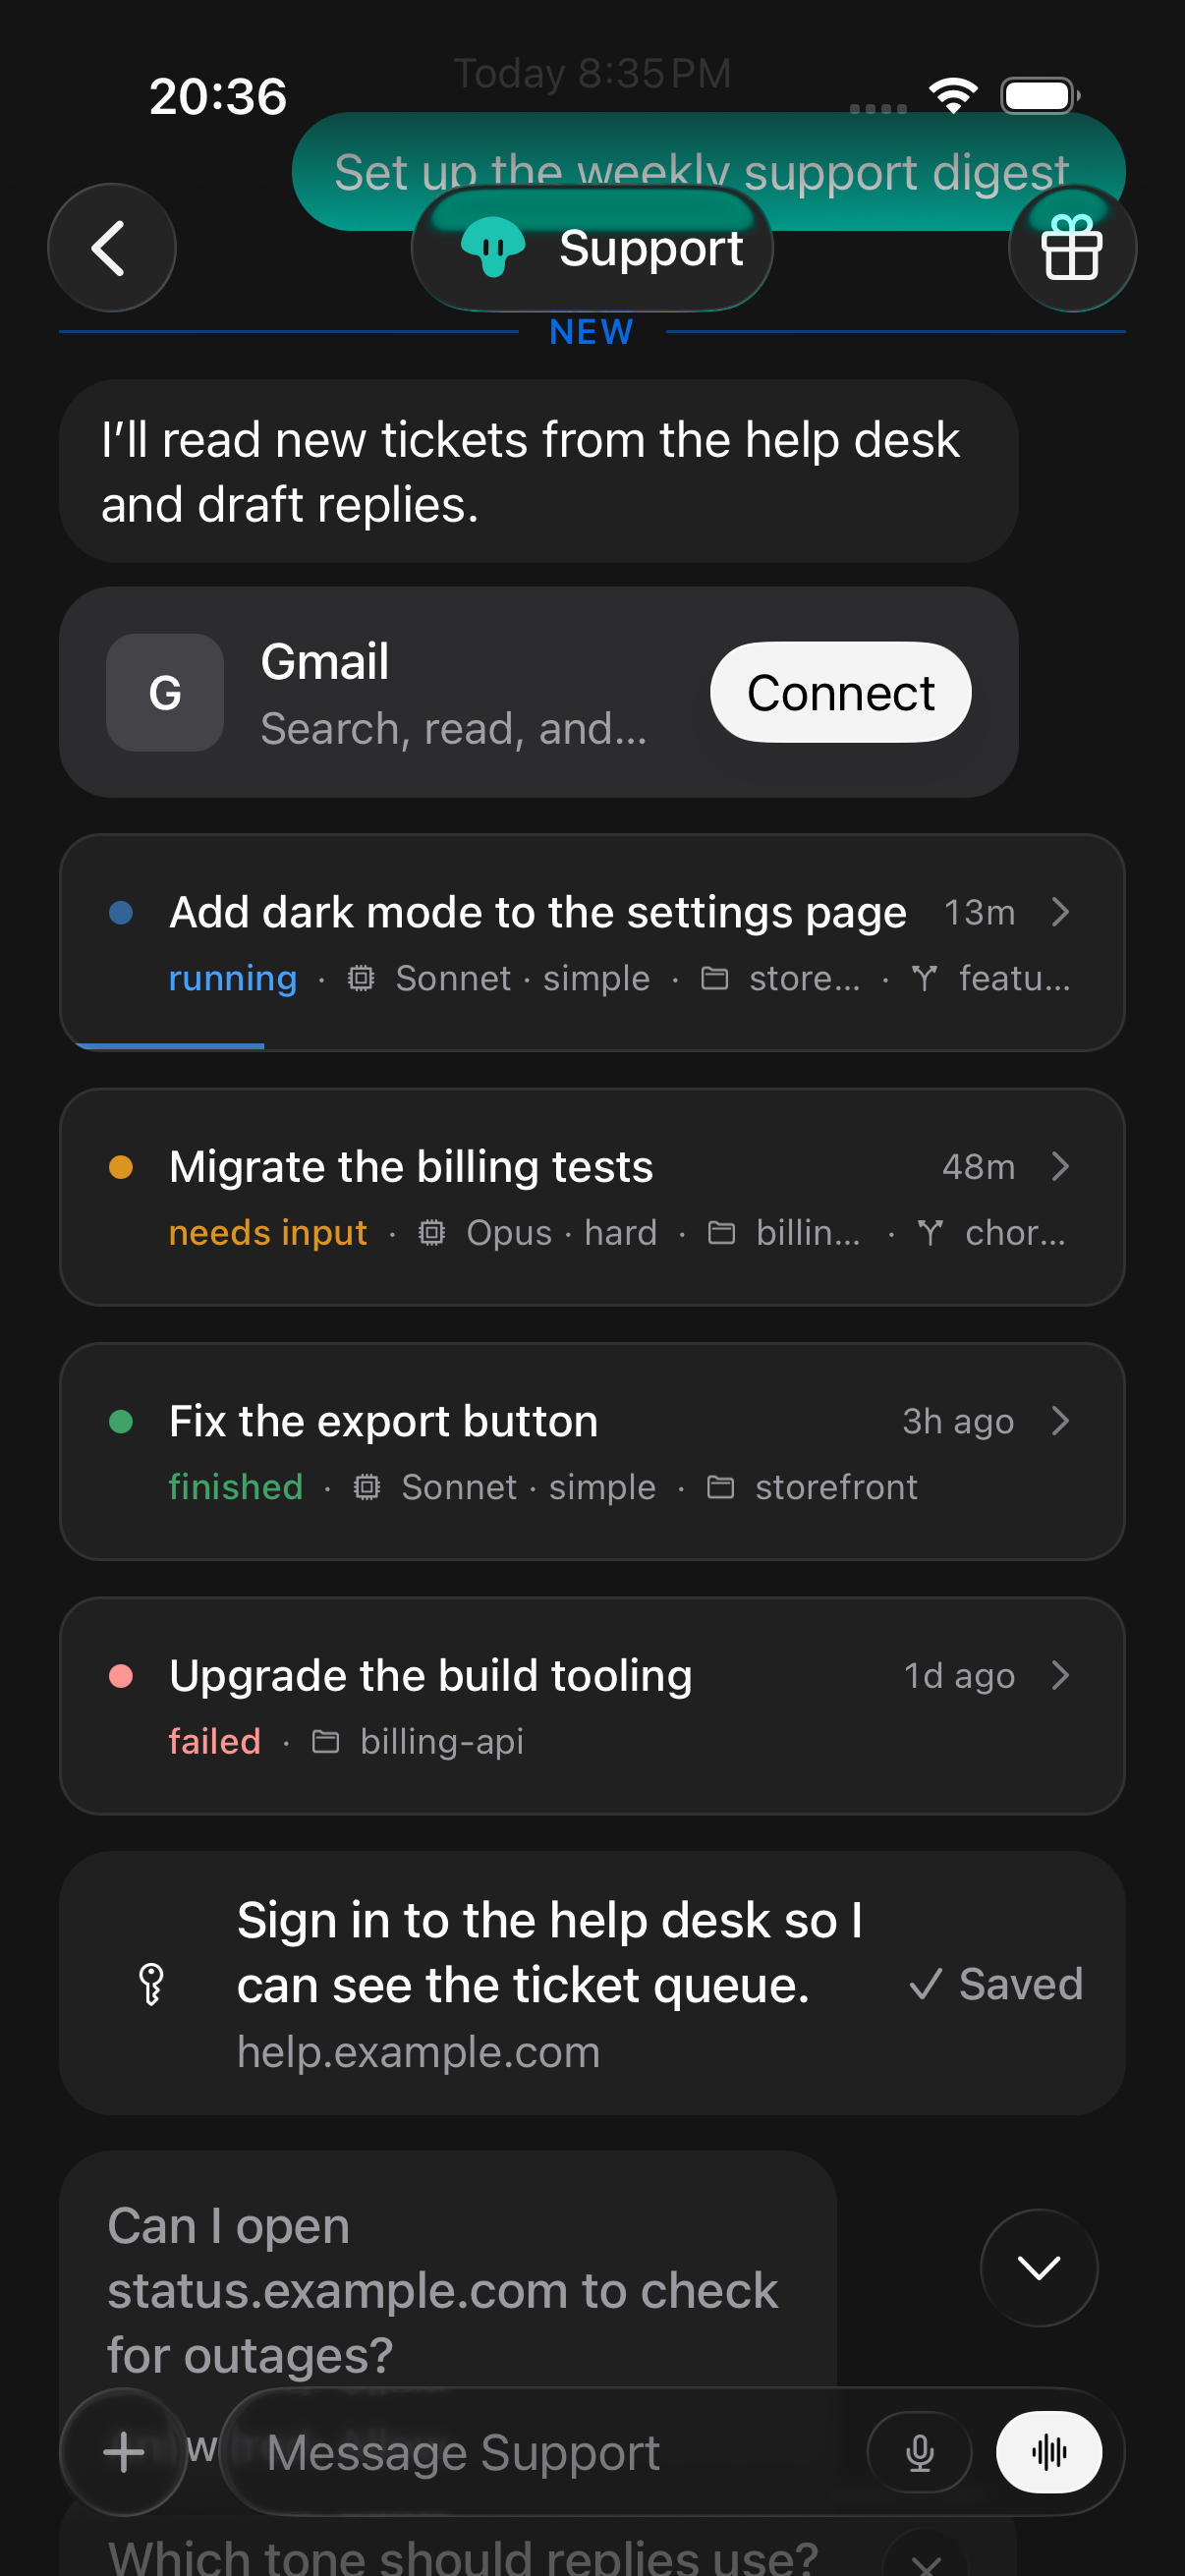 Today 8:35 PM
20:36
Set up the weekly support digest
Support
NEW
I’ll read new tickets from the help desk
and draft replies.
G
Gmail
Search, read, and...
Connect
Add dark mode to the settings page 13m
running · Sonnet · simple · store... · featu...
Migrate the billing tests 48m
needs input · Opus · hard · billin... · chor...
Fix the export button 3h ago
finished · Sonnet · simple · storefront
Upgrade the build tooling 1d ago
failed · billing-api
Sign in to the help desk so I
can see the ticket queue.
✓ Saved
help.example.com
Can I open
status.example.com to check
for outages?
Message Support
Which tone should replies use?